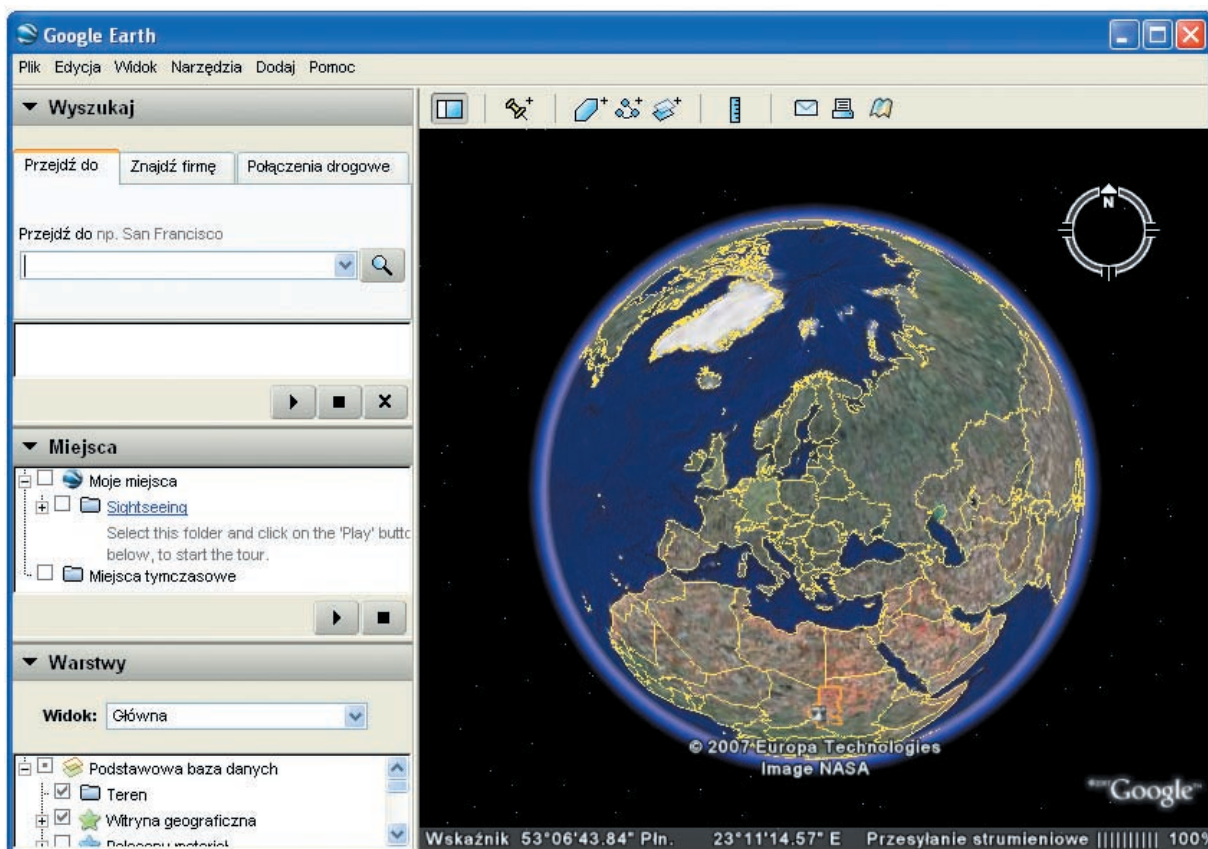 Google Earth
Plik Edycja Widok Narzędzia Dodaj Pomoc
Wyszukaj
Przejdź do Znajdź firmę Połączenia drogowe
Przejdź do np. San Francisco
N
Miejsca
Moje miejsca
Sightseeing
Select this folder and click on the 'Play' butto
below, to start the tour.
Miejsca tymczasowe
Warstwy
Widok: Główna
Podstawowa baza danych
Teren
Witryna geograficzna
© 2007 Europa Technologies
Image NASA
Google
Wskaźnik 53°06'43.84" Płn. 23°11'14.57" E Przesyłanie strumieniowe |||||||||| 100%